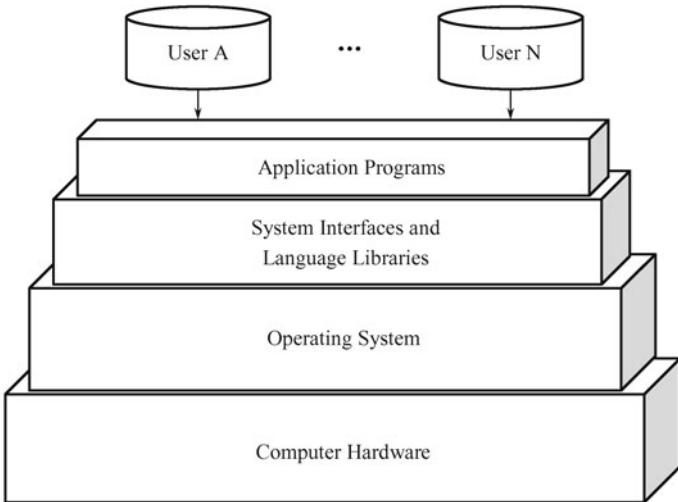 User A
...
User N
Application Programs
System Interfaces and
Language Libraries
Operating System
Computer Hardware